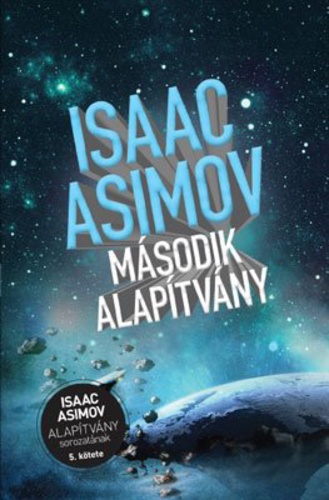 ISAAC
ASIMOV
MÁSODIK
ALAPÍTVÁNY
ISAAC
ASIMOV
ALAPÍTVÁNY
sorozatának
5. kötete